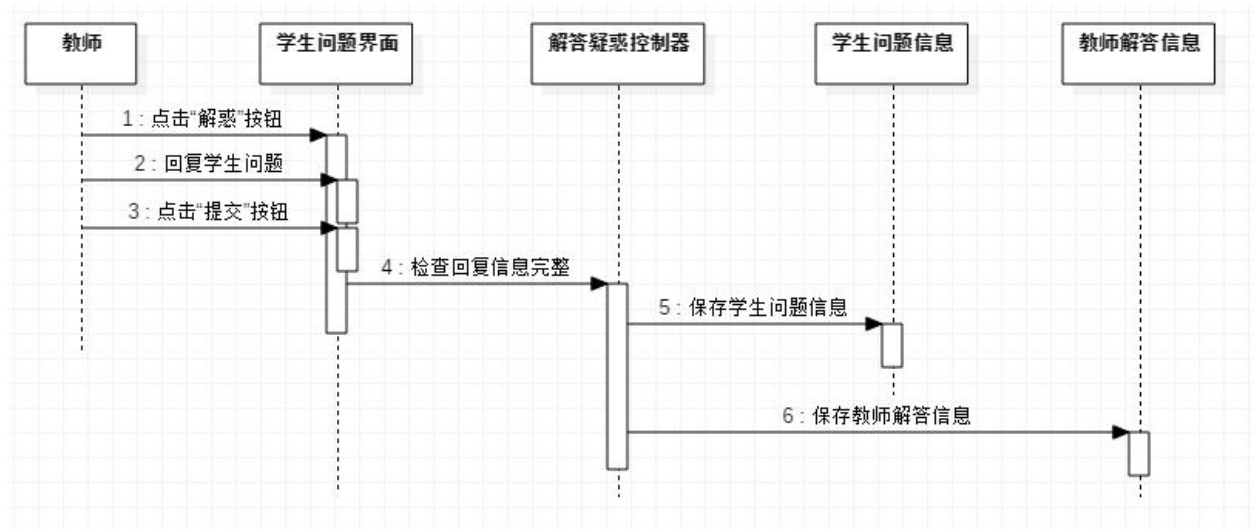 教师
学生问题界面
解答疑惑控制器
学生问题信息
教师解答信息
1 : 点击“解惑”按钮
2 : 回复学生问题
3 : 点击“提交”按钮
4 : 检查回复信息完整
5 : 保存学生问题信息
6 : 保存教师解答信息